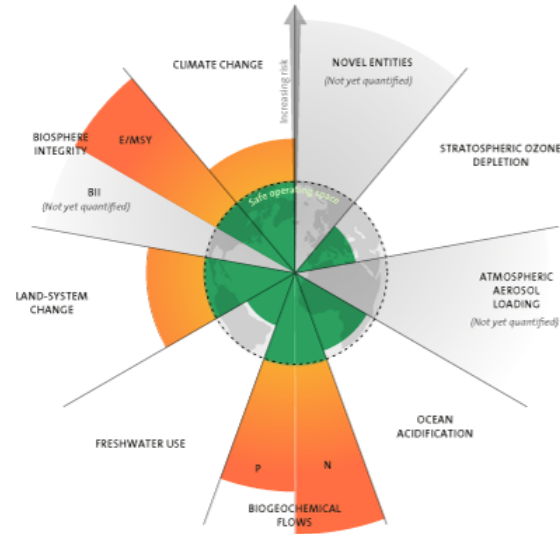 CLIMATE CHANGE
Increasing risk
NOVEL ENTITIES
(Not yet quantified)
STRATOSPHERIC OZONE
DEPLETION
ATMOSPHERIC
AEROSOL
LOADING
(Not yet quantified)
OCEAN
ACIDIFICATION
N
P
BIOGEOCHEMICAL
FLOWS
FRESHWATER USE
LAND-SYSTEM
CHANGE
BIOSPHERE
INTEGRITY
E/MSY
BII
(Not yet quantified)
Safe operating space